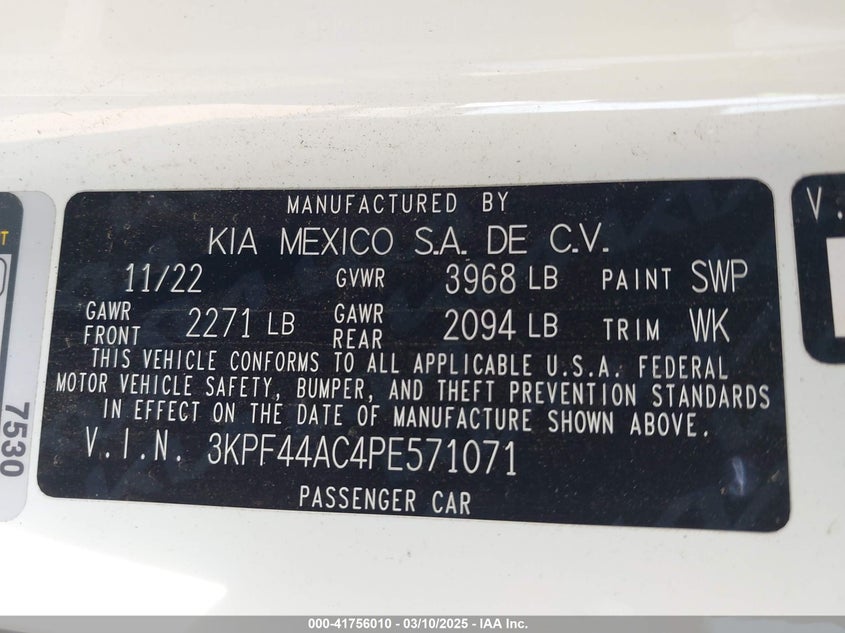 MANUFACTURED BY
KIA MEXICO S.A. DE C.V.
11/22 GVWR 3968 LB PAINT SWP
GAWR FRONT 2271 LB GAWR REAR 2094 LB TRIM WK
THIS VEHICLE CONFORMS TO ALL APPLICABLE U.S.A. FEDERAL
MOTOR VEHICLE SAFETY, BUMPER, AND THEFT PREVENTION STANDARDS
IN EFFECT ON THE DATE OF MANUFACTURE SHOWN ABOVE.
V.I.N. 3KPF44AC4PE571071
PASSENGER CAR
7530
V.
000-41756010 — 03/10/2025 — IAA Inc.